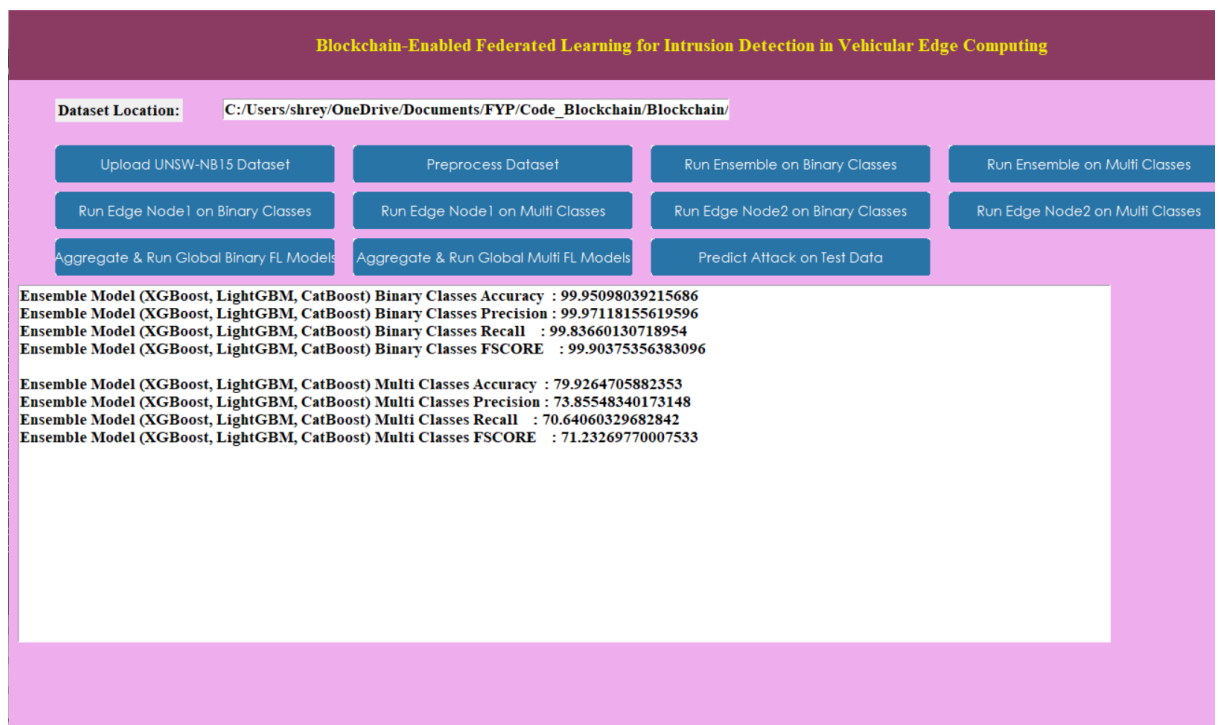 Blockchain-Enabled Federated Learning for Intrusion Detection in Vehicular Edge Computing
Dataset Location: C:/Users/shrey/OneDrive/Documents/FYP/Code_Blockchain/Blockchain/
Upload UNSW-NB15 Dataset Preprocess Dataset Run Ensemble on Binary Classes Run Ensemble on Multi Classes
Run Edge Node1 on Binary Classes Run Edge Node1 on Multi Classes Run Edge Node2 on Binary Classes Run Edge Node2 on Multi Classes
Aggregate & Run Global Binary FL Models Aggregate & Run Global Multi FL Models Predict Attack on Test Data
Ensemble Model (XGBoost, LightGBM, CatBoost) Binary Classes Accuracy : 99.95098039215686
Ensemble Model (XGBoost, LightGBM, CatBoost) Binary Classes Precision : 99.97118155619596
Ensemble Model (XGBoost, LightGBM, CatBoost) Binary Classes Recall : 99.83660130718954
Ensemble Model (XGBoost, LightGBM, CatBoost) Binary Classes FSCORE : 99.90375356383096
Ensemble Model (XGBoost, LightGBM, CatBoost) Multi Classes Accuracy : 79.9264705882353
Ensemble Model (XGBoost, LightGBM, CatBoost) Multi Classes Precision : 73.85548340173148
Ensemble Model (XGBoost, LightGBM, CatBoost) Multi Classes Recall : 70.64060329682842
Ensemble Model (XGBoost, LightGBM, CatBoost) Multi Classes FSCORE : 71.23269770007533